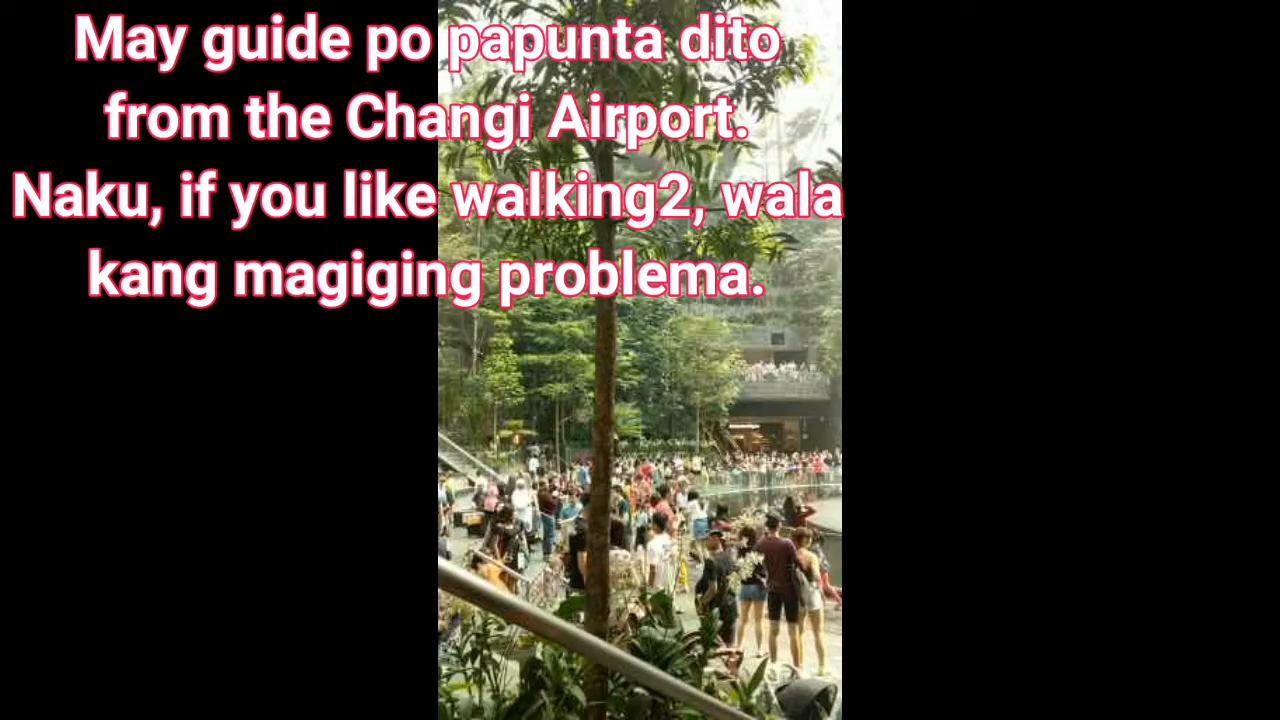 May guide po papunta dito
from the Changi Airport.
Naku, if you like walking2, wala
kang magiging problema.